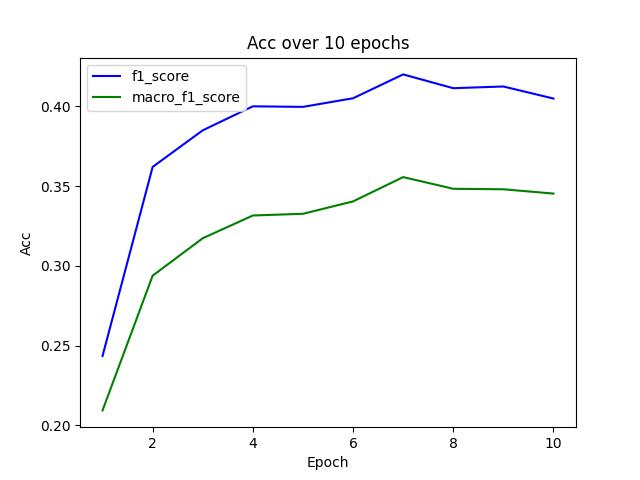 Acc over 10 epochs
f1_score
macro_f1_score
0.40
0.35
0.30
0.25
0.20
Acc
2 4 6 8 10
Epoch